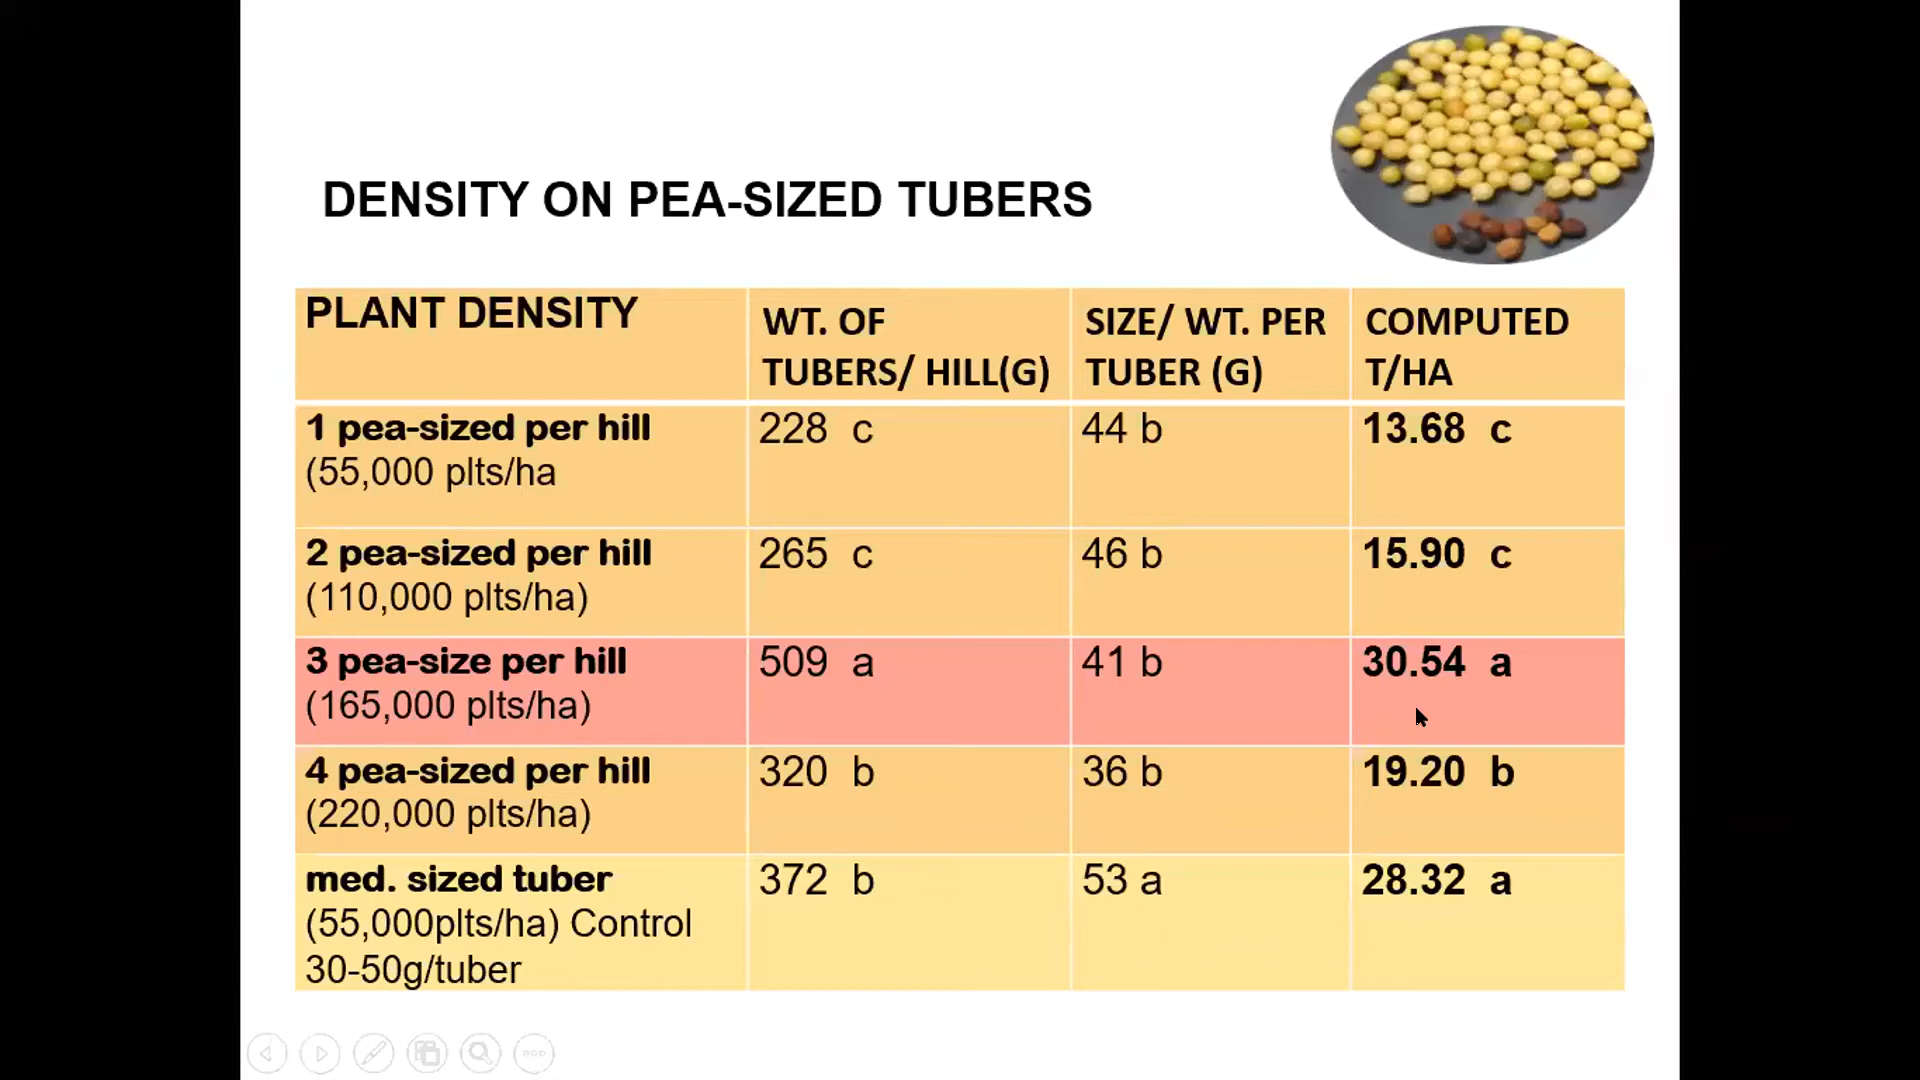 DENSITY ON PEA-SIZED TUBERS
PLANT DENSITY
WT. OF
TUBERS/ HILL(G)
SIZE/ WT. PER
TUBER (G)
COMPUTED
T/HA
1 pea-sized per hill
(55,000 plts/ha
228 c
44 b
13.68 c
2 pea-sized per hill
(110,000 plts/ha)
265 c
46 b
15.90 c
3 pea-size per hill
(165,000 plts/ha)
509 a
41 b
30.54 a
4 pea-sized per hill
(220,000 plts/ha)
320 b
36 b
19.20 b
med. sized tuber
(55,000plts/ha) Control
30-50g/tuber
372 b
53 a
28.32 a